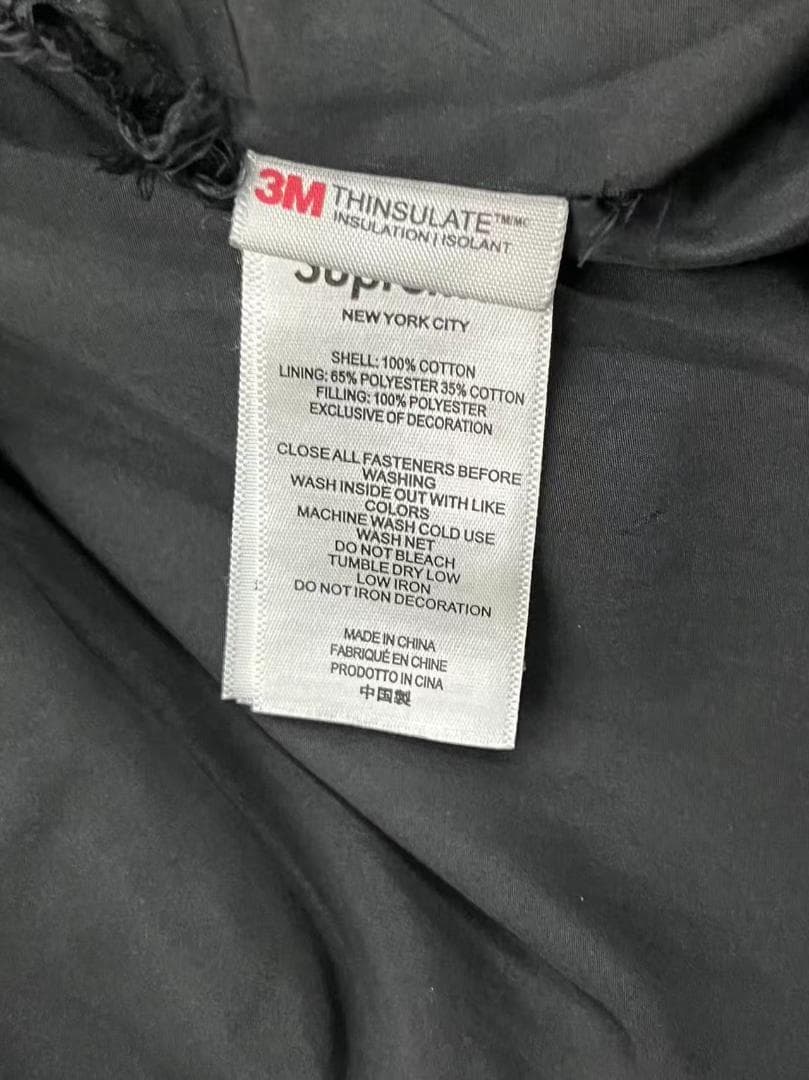 3M THINSULATE™/MC
INSULATION | ISOLANT
NEW YORK CITY
SHELL: 100% COTTON
LINING: 65% POLYESTER 35% COTTON
FILLING: 100% POLYESTER
EXCLUSIVE OF DECORATION
CLOSE ALL FASTENERS BEFORE
WASHING
WASH INSIDE OUT WITH LIKE
COLORS
MACHINE WASH COLD USE
WASH NET
DO NOT BLEACH
TUMBLE DRY LOW
LOW IRON
DO NOT IRON DECORATION
MADE IN CHINA
FABRIQUÉ EN CHINE
PRODOTTO IN CINA
中国製